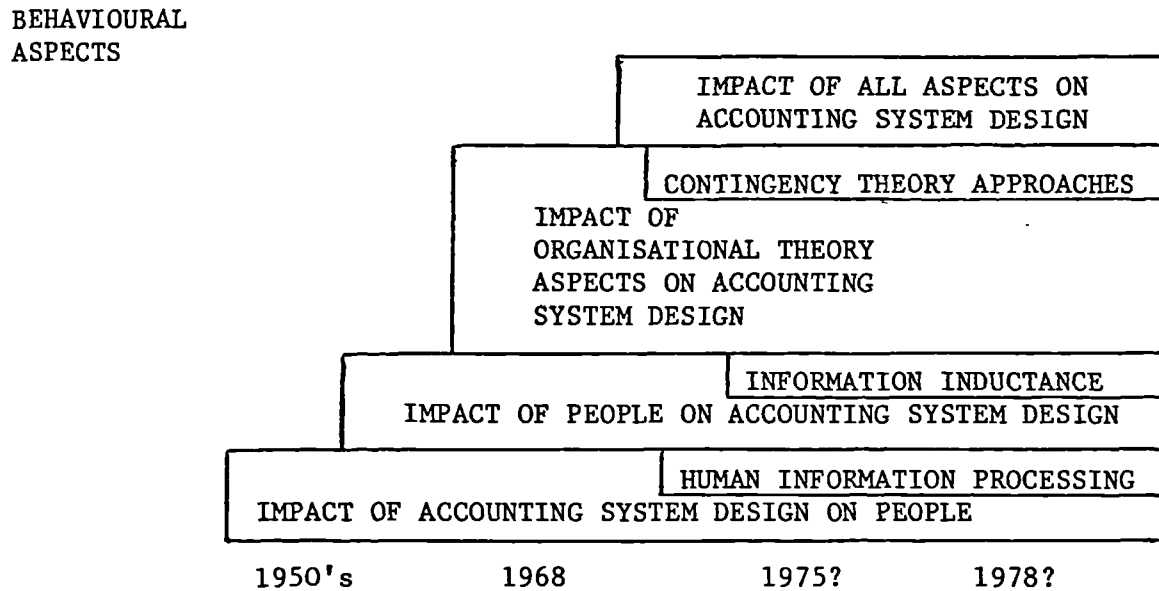 BEHAVIOURAL
ASPECTS
IMPACT OF ALL ASPECTS ON
ACCOUNTING SYSTEM DESIGN
CONTINGENCY THEORY APPROACHES
IMPACT OF
ORGANISATIONAL THEORY
ASPECTS ON ACCOUNTING
SYSTEM DESIGN
INFORMATION INDUCTANCE
IMPACT OF PEOPLE ON ACCOUNTING SYSTEM DESIGN
HUMAN INFORMATION PROCESSING
IMPACT OF ACCOUNTING SYSTEM DESIGN ON PEOPLE
1950's 1968 1975? 1978?